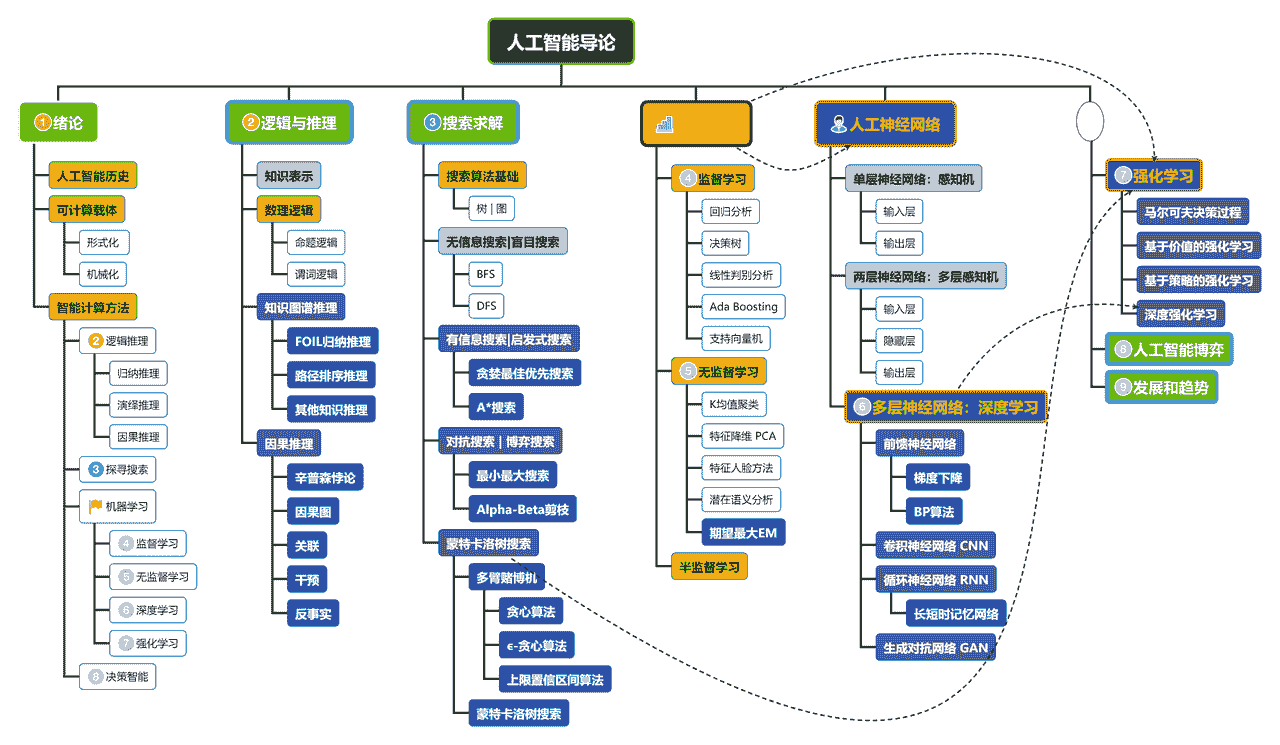 人工智能导论
1 绪论
人工智能历史
可计算载体
形式化
机械化
智能计算方法
2 逻辑推理
归纳推理
演绎推理
因果推理
3 探寻搜索
机器学习
4 监督学习
5 无监督学习
6 深度学习
7 强化学习
8 决策智能
2 逻辑与推理
知识表示
数理逻辑
命题逻辑
谓词逻辑
知识图谱推理
FOIL归纳推理
路径排序推理
其他知识推理
因果推理
辛普森悖论
因果图
关联
干预
反事实
3 搜索求解
搜索算法基础
树 | 图
无信息搜索|盲目搜索
BFS
DFS
有信息搜索|启发式搜索
贪婪最佳优先搜索
A*搜索
对抗搜索 | 博弈搜索
最小最大搜索
Alpha-Beta剪枝
蒙特卡洛树搜索
多臂赌博机
贪心算法
ϵ-贪心算法
上限置信区间算法
蒙特卡洛树搜索
4 监督学习
回归分析
决策树
线性判别分析
Ada Boosting
支持向量机
5 无监督学习
K均值聚类
特征降维 PCA
特征人脸方法
潜在语义分析
期望最大EM
半监督学习
人工神经网络
单层神经网络：感知机
输入层
输出层
两层神经网络：多层感知机
输入层
隐藏层
输出层
6 多层神经网络：深度学习
前馈神经网络
梯度下降
BP算法
卷积神经网络 CNN
循环神经网络 RNN
长短时记忆网络
生成对抗网络 GAN
7 强化学习
马尔可夫决策过程
基于价值的强化学习
基于策略的强化学习
深度强化学习
8 人工智能博弈
9 发展和趋势